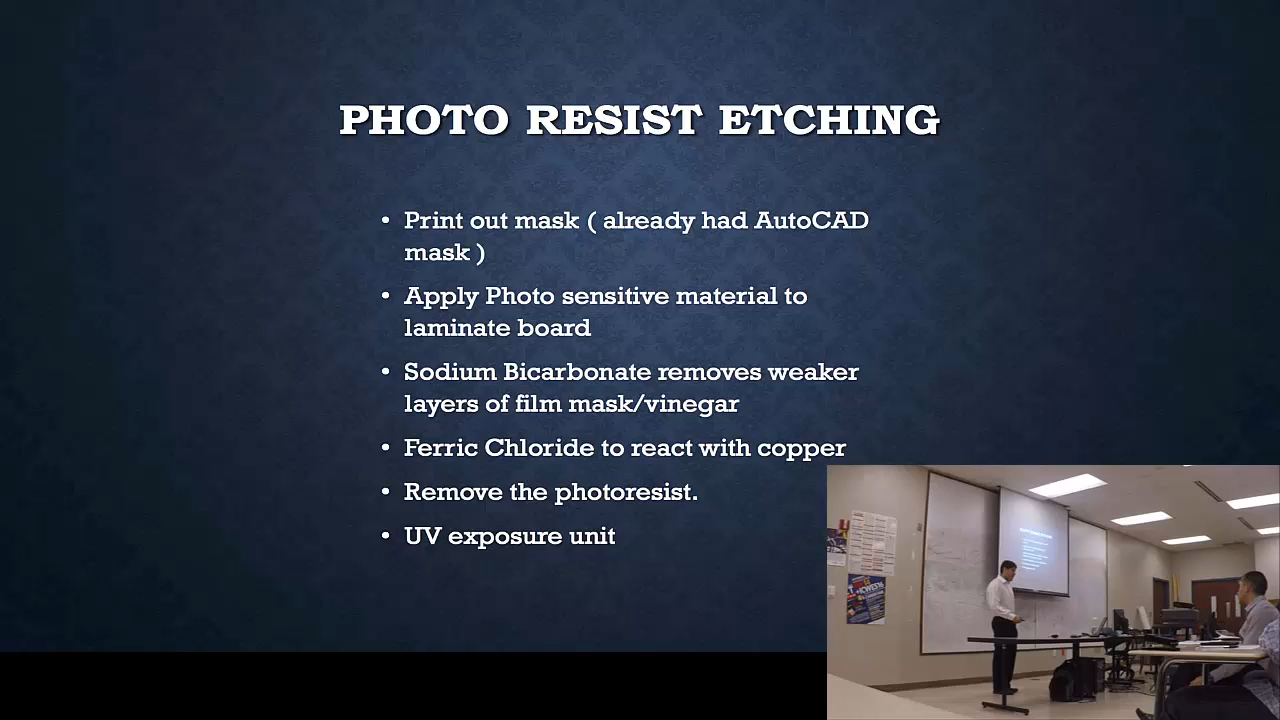 PHOTO RESIST ETCHING
• Print out mask ( already had AutoCAD
mask )
• Apply Photo sensitive material to
laminate board
• Sodium Bicarbonate removes weaker
layers of film mask/vinegar
• Ferric Chloride to react with copper
• Remove the photoresist.
• UV exposure unit